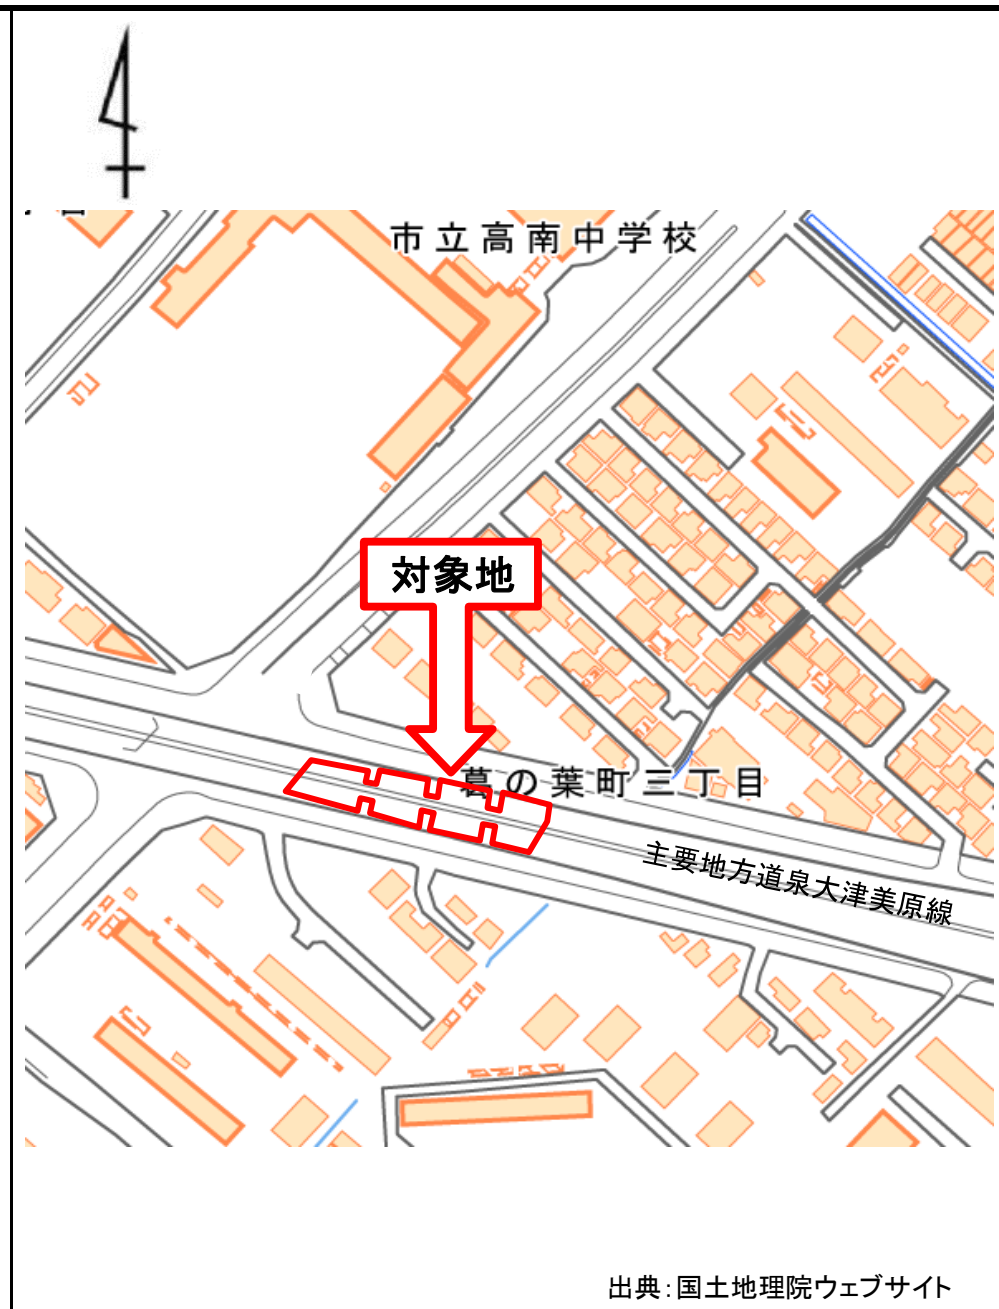 市立高南中学校
対象地
葛の葉町三丁目
主要地方道泉大津美原線
出典:国土地理院ウェブサイト